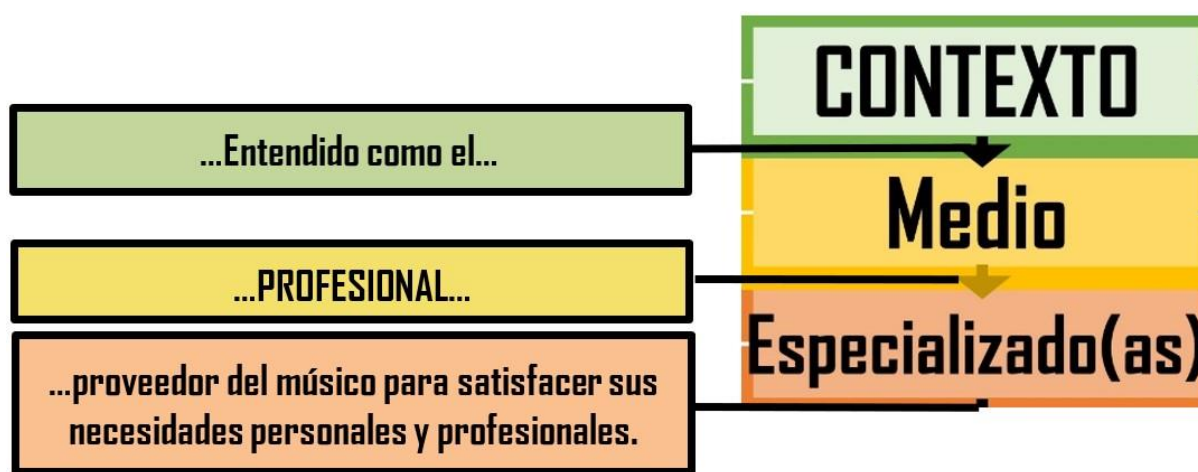 CONTEXTO
...Entendido como el...
Medio
...PROFESIONAL...
Especializado(as)
...proveedor del músico para satisfacer sus
necesidades personales y profesionales.